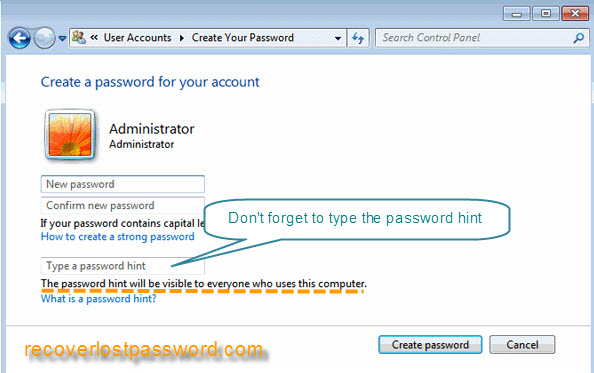 « User Accounts Create Your Password Search Control Panel
Create a password for your account
Administrator
Administrator
New password
Confirm new password
If your password contains capital le
How to create a strong password
Don't forget to type the password hint
Type a password hint
The password hint will be visible to everyone who uses this computer.
What is a password hint?
recoverlostpassword.com
Create password Cancel